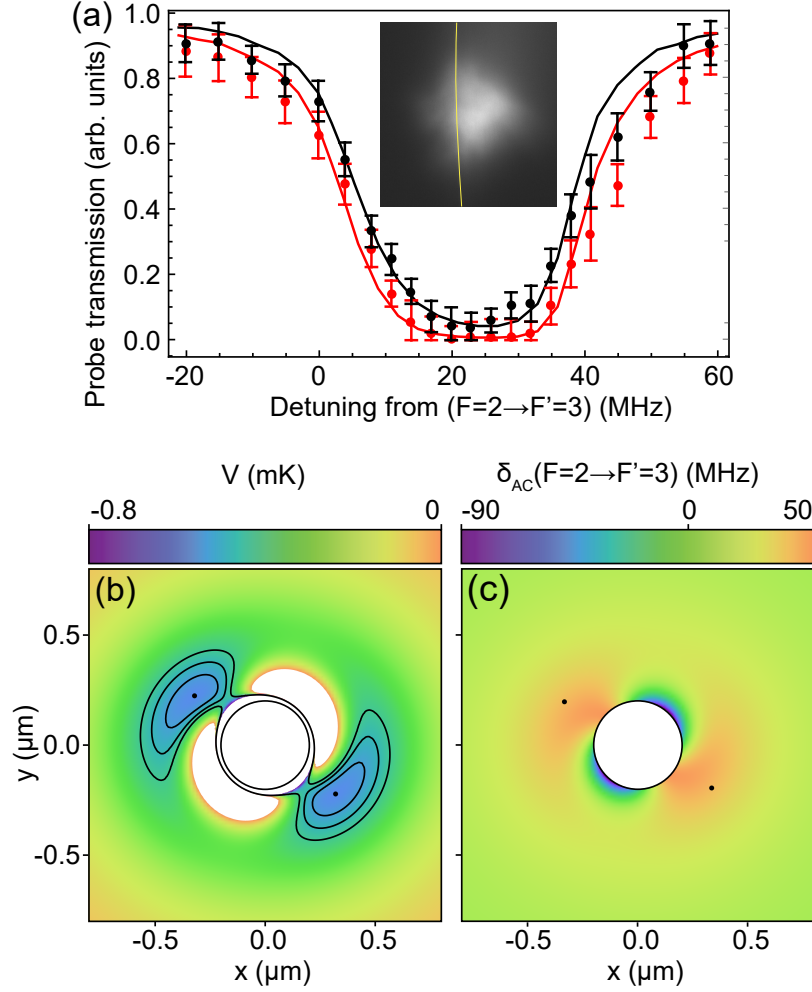 (a)
Probe transmission (arb. units)
1.0
0.8
0.6
0.4
0.2
0.0
-20
0
20
40
60
Detuning from (F=2→F'=3) (MHz)
V (mK)
-0.8
0
(b)
y (μm)
0.5
0.0
-0.5
-0.5
0.0
0.5
x (μm)
δAC(F=2→F'=3) (MHz)
-90
0
50
(c)
-0.5
0.0
0.5
x (μm)